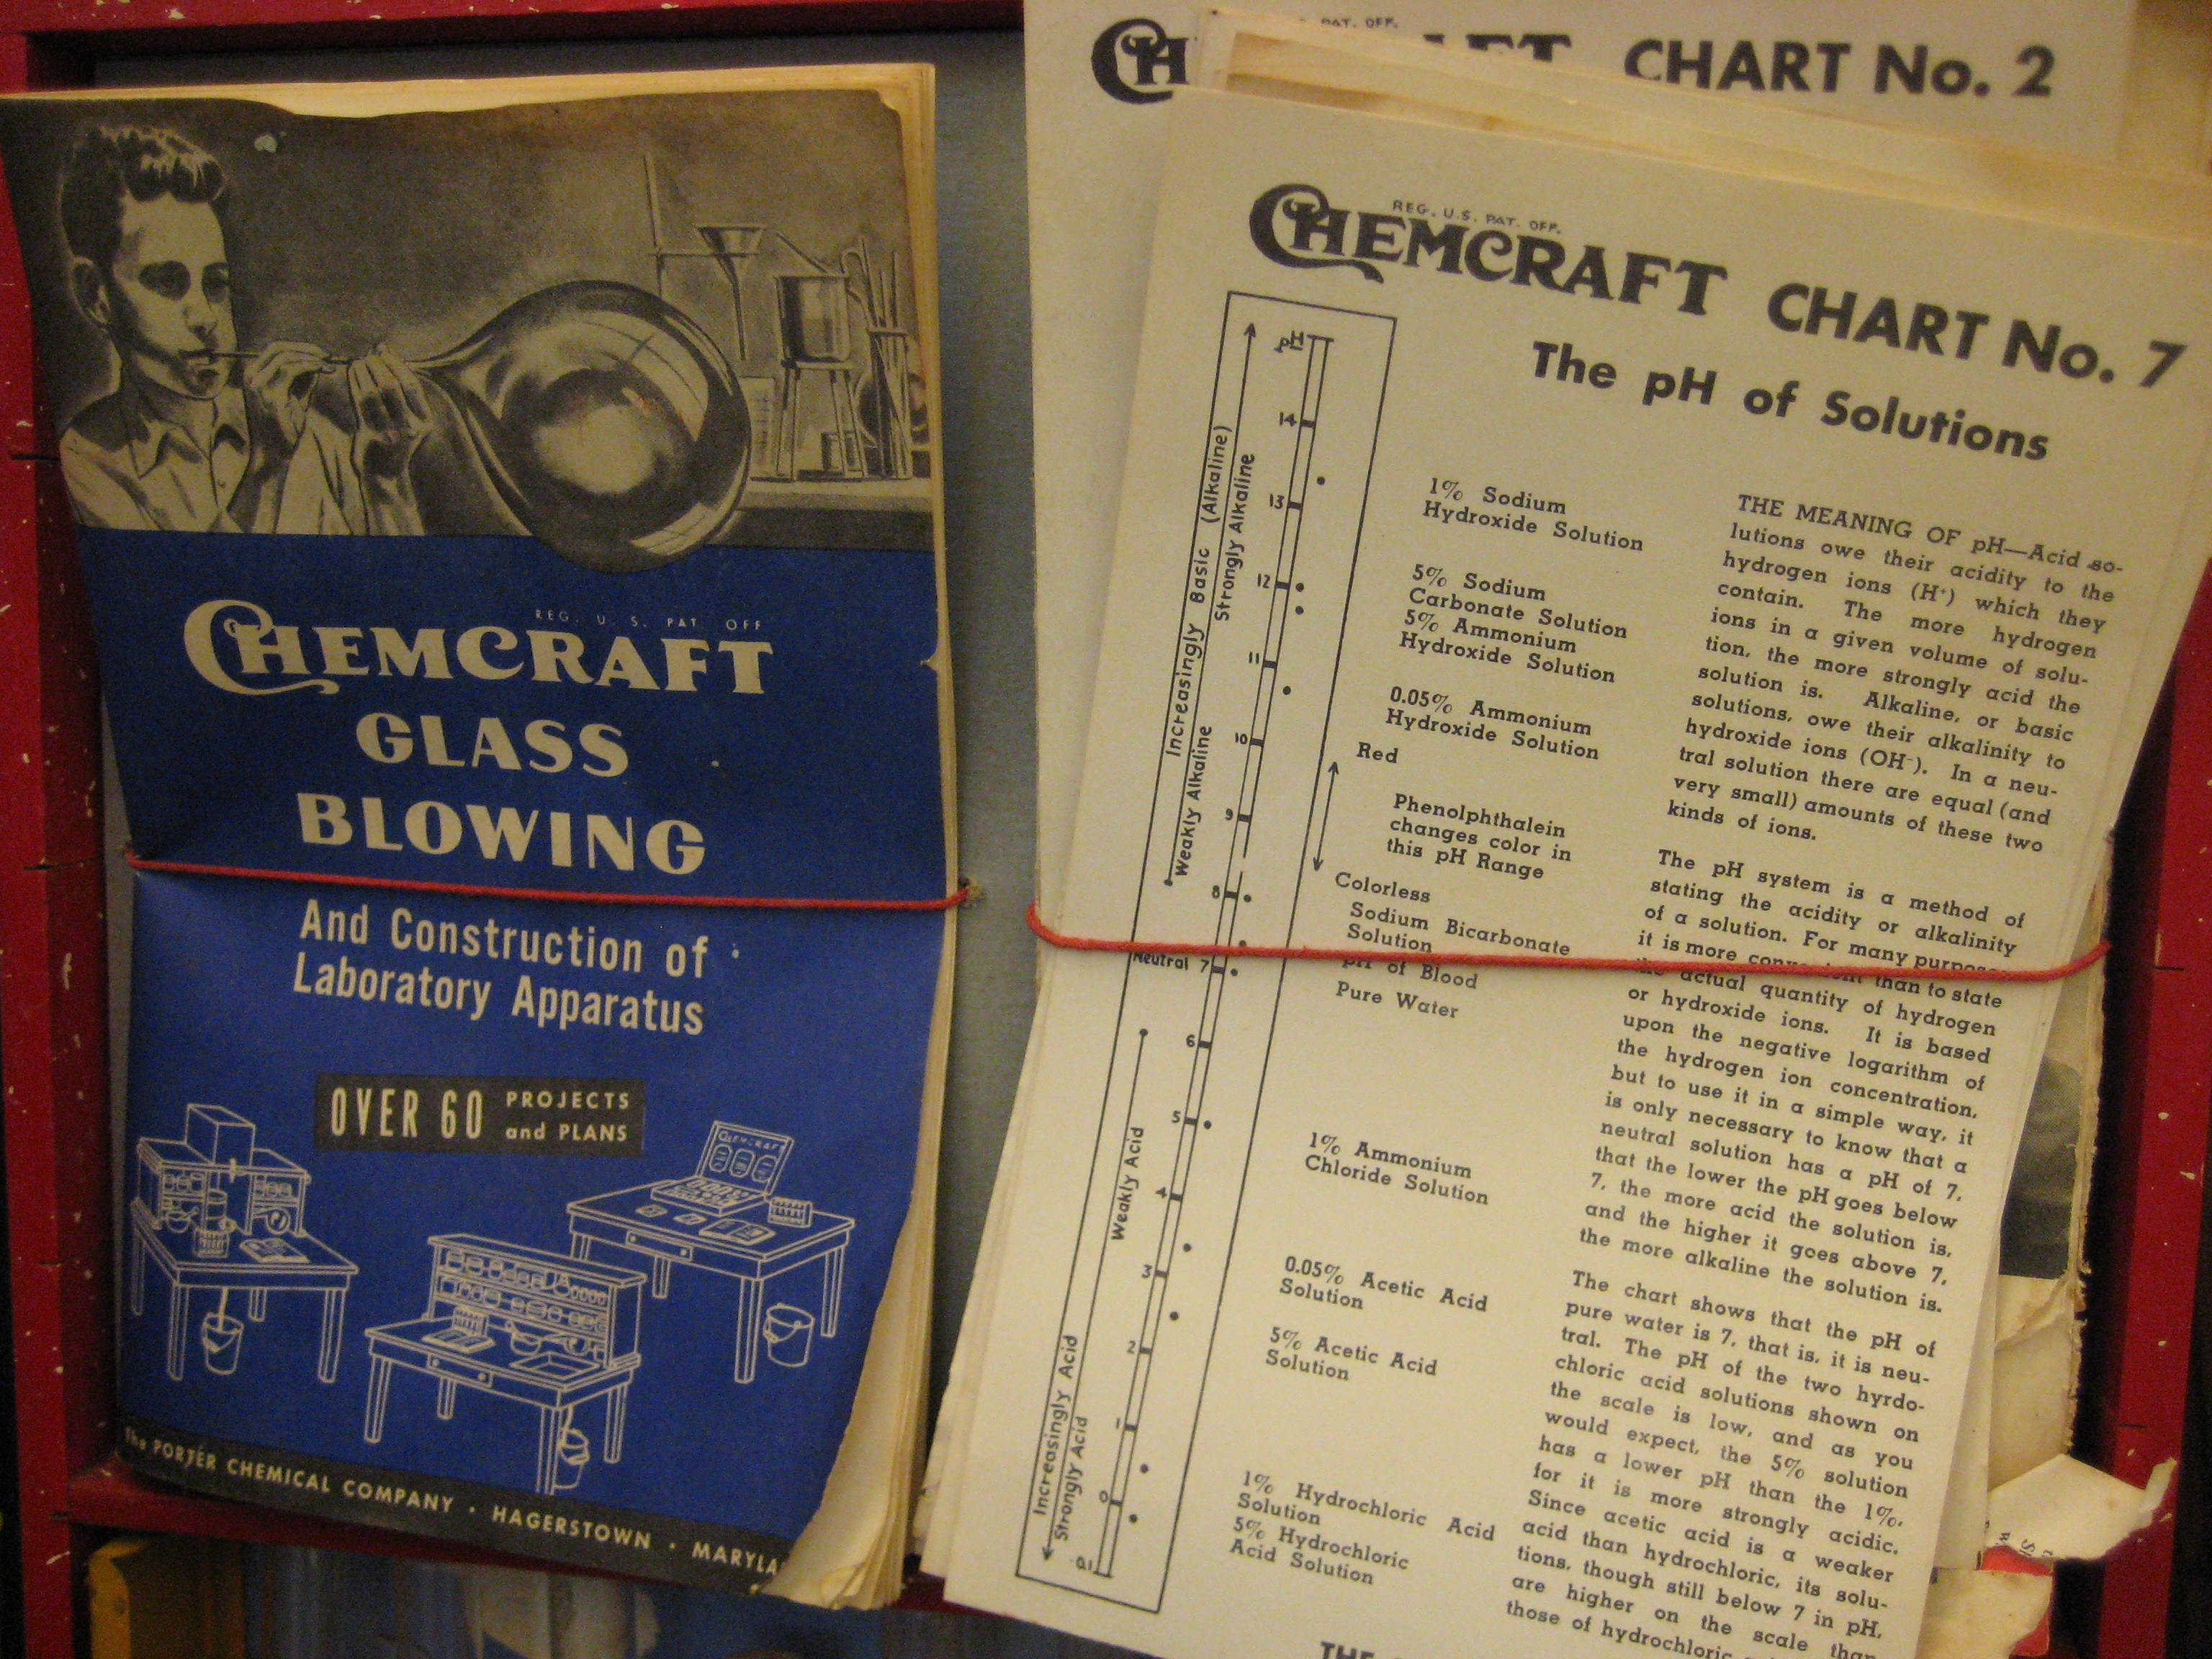 REG. U. S. PAT. OFF
CHEMCRAFT
GLASS
BLOWING
And Construction of
Laboratory Apparatus
OVER 60 PROJECTS
and PLANS
CHEMCRAFT
The PORTER CHEMICAL COMPANY · HAGERSTOWN · MARYLA
PAT. OFF.
CH FT CHART No. 2
REG. U.S. PAT. OFF.
CHEMCRAFT CHART No. 7
The pH of Solutions
pH
14
13
12
11
10
9
8
Neutral 7
6
5
4
3
2
1
0
Increasingly Basic (Alkaline)
Strongly Alkaline
Weakly Alkaline
Weakly Acid
Increasingly Acid
Strongly Acid
1% Sodium
Hydroxide Solution
5% Sodium
Carbonate Solution
5% Ammonium
Hydroxide Solution
0.05% Ammonium
Hydroxide Solution
Red
Phenolphthalein
changes color in
this pH Range
Colorless
Sodium Bicarbonate
Solution
pH of Blood
Pure Water
1% Ammonium
Chloride Solution
0.05% Acetic Acid
Solution
5% Acetic Acid
Solution
1% Hydrochloric Acid
Solution
5% Hydrochloric
Acid Solution
THE MEANING OF pH—Acid so-
lutions owe their acidity to the
hydrogen ions (H⁺) which they
contain. The more hydrogen
ions in a given volume of solu-
tion, the more strongly acid the
solution is. Alkaline, or basic
solutions, owe their alkalinity to
hydroxide ions (OH⁻). In a neu-
tral solution there are equal (and
very small) amounts of these two
kinds of ions.
The pH system is a method of
stating the acidity or alkalinity
of a solution. For many purpose
it is more than to state
the actual quantity of hydrogen
or hydroxide ions. It is based
upon the negative logarithm of
the hydrogen ion concentration,
but to use it in a simple way, it
is only necessary to know that a
neutral solution has a pH of 7,
that the lower the pH goes below
7, the more acid the solution is,
and the higher it goes above 7,
the more alkaline the solution is.
The chart shows that the pH of
pure water is 7, that is, it is neu-
tral. The pH of the two hyrdo-
chloric acid solutions shown on
the scale is low, and as you
would expect, the 5% solution
has a lower pH than the 1%,
for it is more strongly acidic.
Since acetic acid is a weaker
acid than hydrochloric, its solu-
tions, though still below 7 in pH,
are higher on the scale than
those of hydrochloric
THE